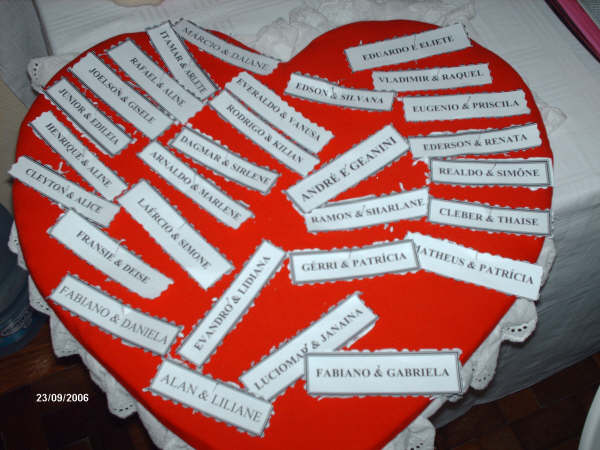 MARCIO & DAIANE
ITAMAR & ARLETE
EDUARDO E ELIETE
RAFAEL & ALINE
VLADIMIR & RAQUEL
JOELSON & GISELE
EDSON & SILVANA
EVERALDO & VANESA
EUGENIO & PRISCILA
JUNIOR & EDILEIA
RODRIGO & KILIAN
EDERSON & RENATA
HENRIQUE & ALINE
DAGMAR & SIRLENE
ANDRÉ E GEANINI
REALDO & SIMÔNE
ARNALDO & MARLENE
CLEYTON & ALICE
RAMON & SHARLANE
CLEBER & THAISE
LAÉRCIO & SIMONE
FRANSIE & DEISE
GÉRRI & PATRÍCIA
MATHEUS & PATRÍCIA
EVANDRO & LIDIANA
FABIANO & DANIELA
LUCIOMAR & JANAINA
FABIANO & GABRIELA
ALAN & LILIANE
23/09/2006